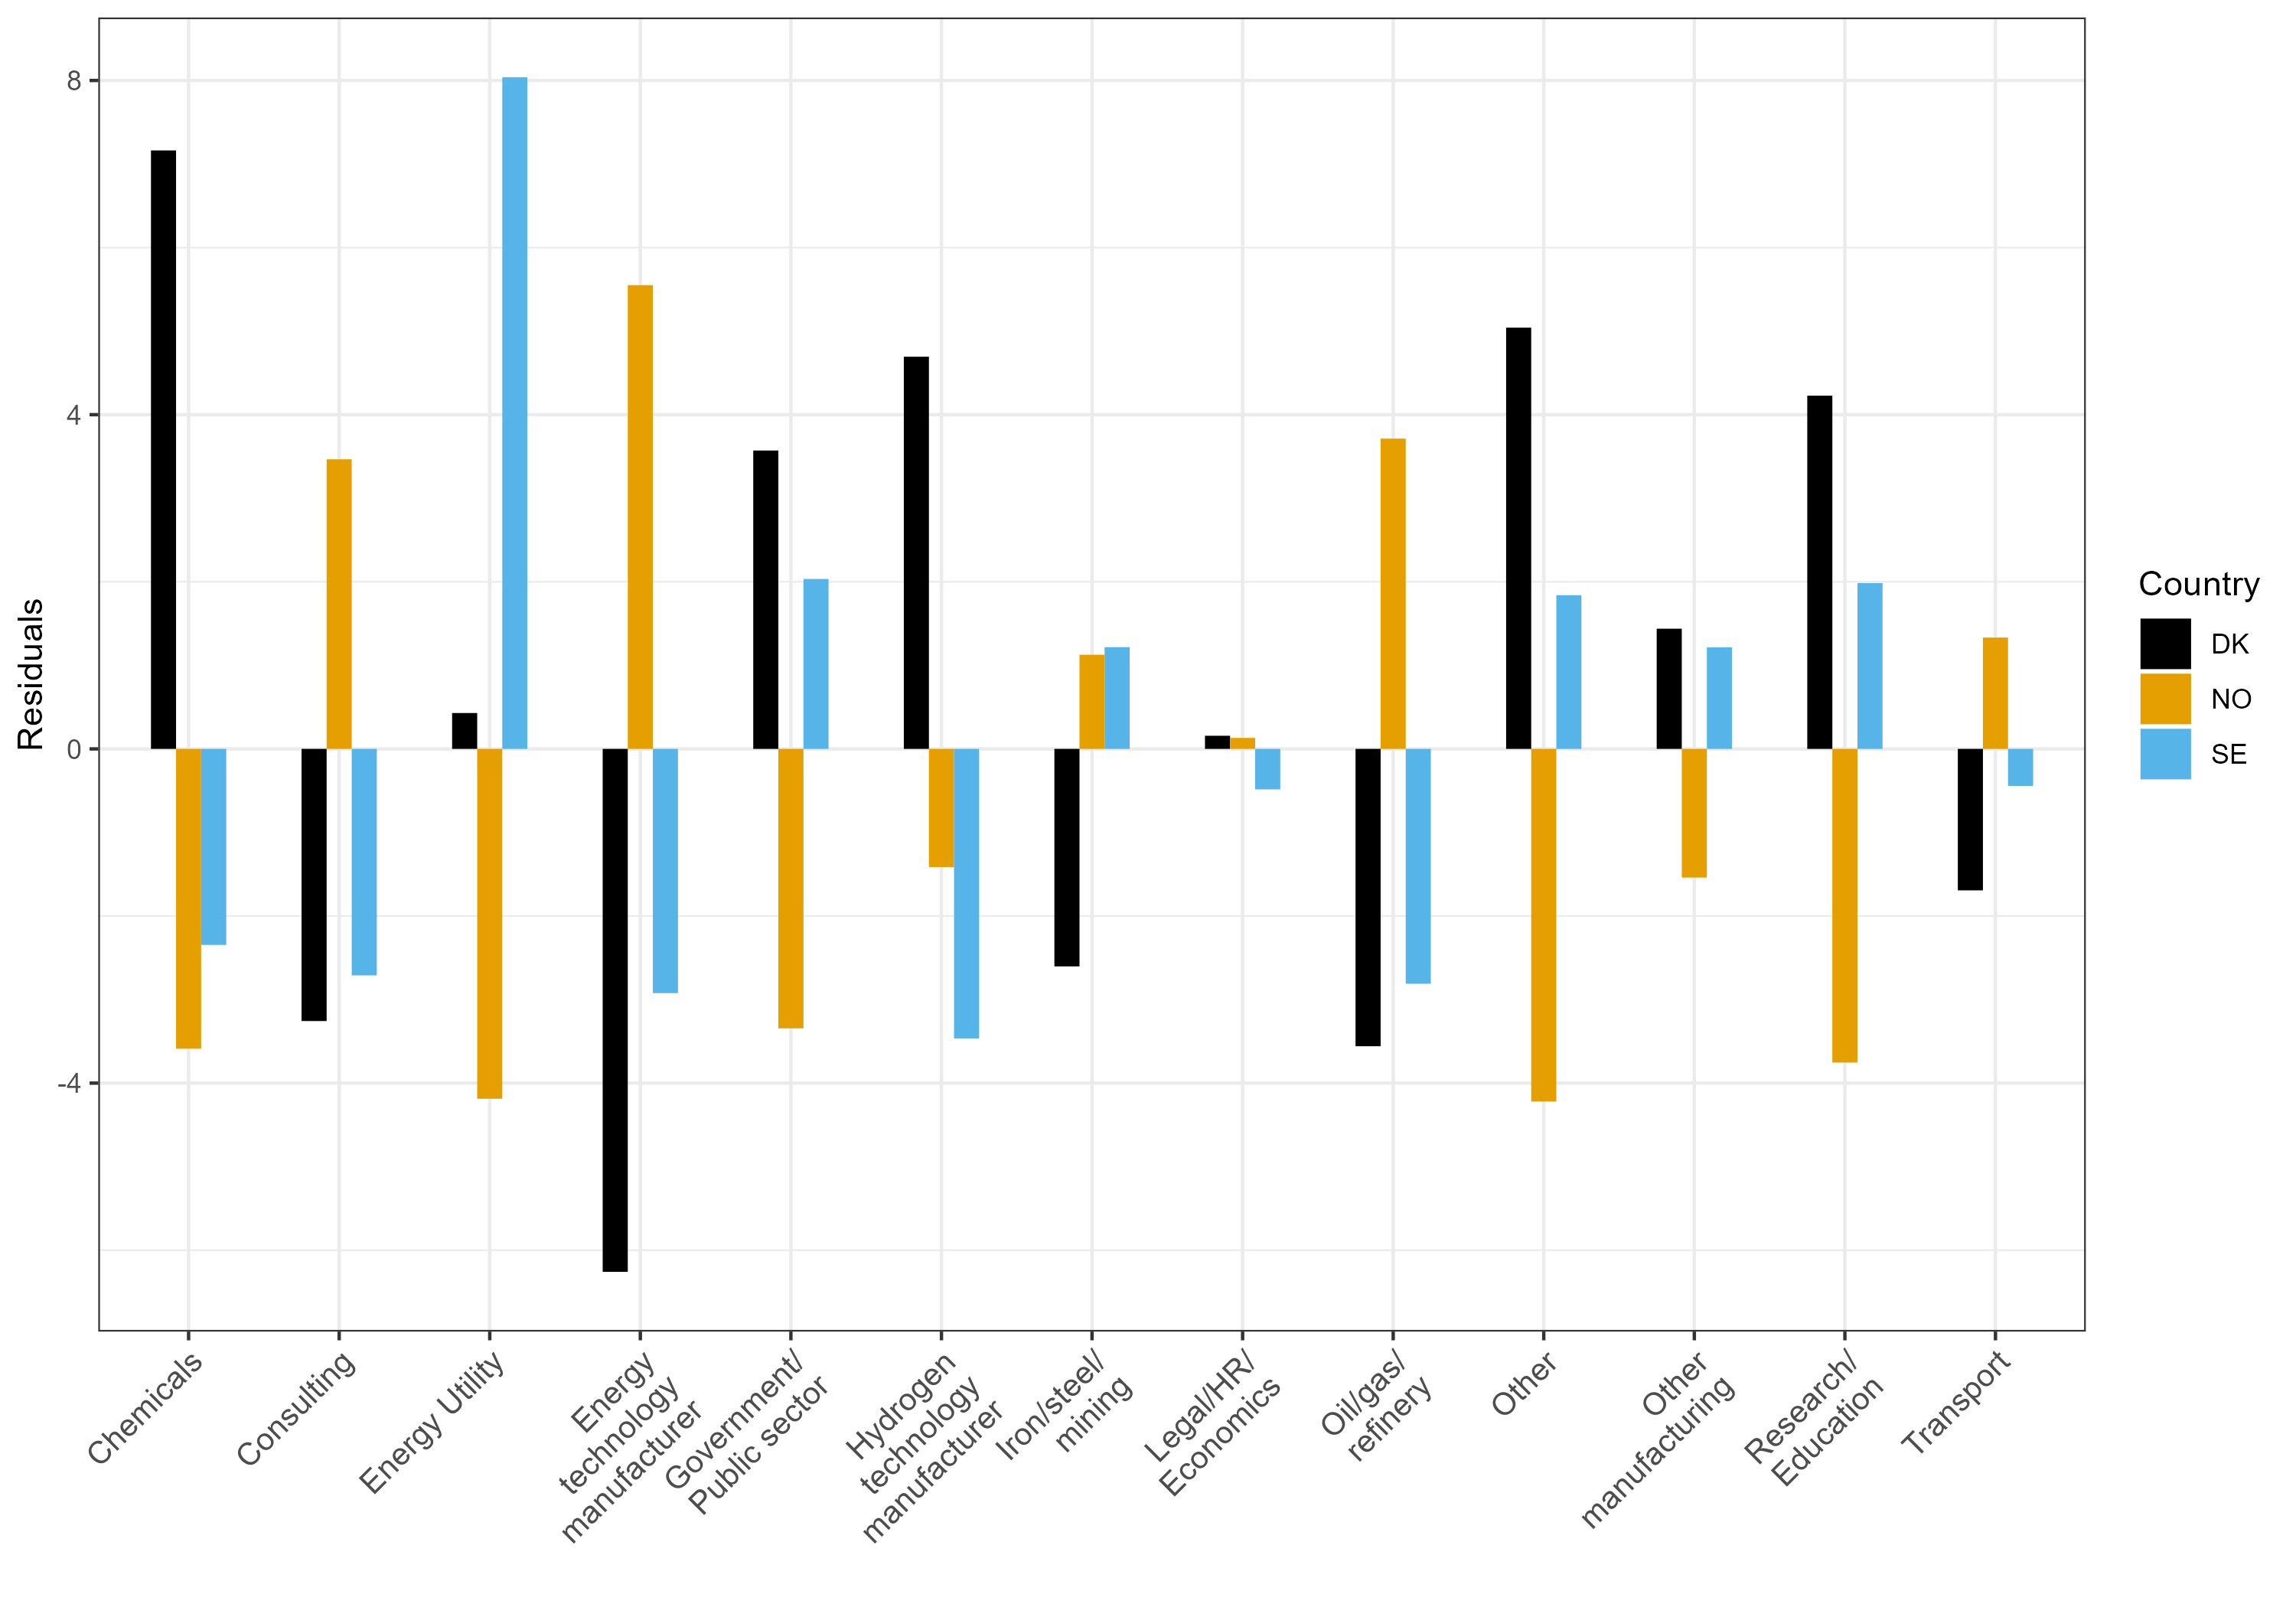 Residuals
8
4
0
-4
Chemicals
Consulting
Energy Utility
Energy
technology
manufacturer
Government/
Public sector
Hydrogen
technology
manufacturer
Iron/steel/
mining
Legal/HR/
Economics
Oil/gas/
refinery
Other
Other
manufacturing
Research/
Education
Transport
Country
DK
NO
SE